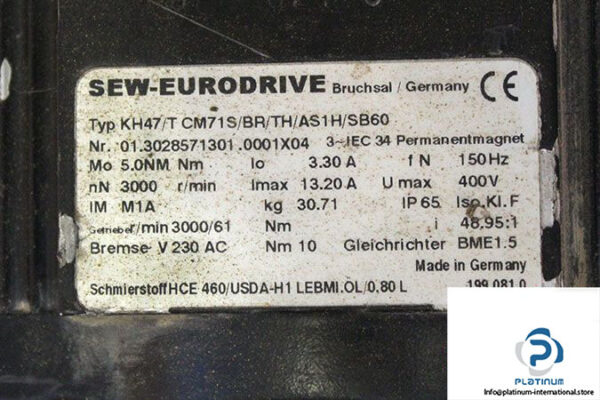 SEW-EURODRIVE Bruchsal / Germany CE
Typ KH47/T CM71S/BR/TH/AS1H/SB60
Nr. 01.3028571301.0001X04 3~IEC 34 Permanentmagnet
Mo 5.0NM Nm Io 3.30 A f N 150 Hz
nN 3000 r/min Imax 13.20 A U max 400V
IM M1A kg 30.71 IP 65 Iso.Kl.F
Getriebe r/min 3000/61 Nm i 48.95:1
Bremse V 230 AC Nm 10 Gleichrichter BME1.5
Made in Germany
Schmierstoff HCE 460/USDA-H1 LEBMI.ÖL/0,80 L 199 081.0
PLATINUM
info@platinum-international.store